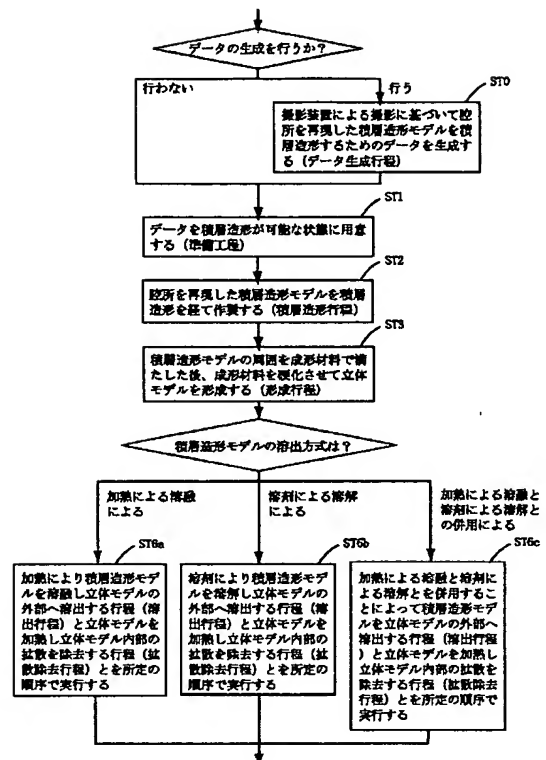 データの生成を行うか？
行わない
行う
ST0
撮影装置による撮影に基づいて腔
所を再現した積層造形モデルを積
層造形するためのデータを生成す
る（データ生成行程）
ST1
データを積層造形が可能な状態に用意
する（準備工程）
ST2
腔所を再現した積層造形モデルを積層
造形を経て作製する（積層造形行程）
ST3
積層造形モデルの周囲を成形材料で満
たした後、成形材料を硬化させて立体
モデルを形成する（形成行程）
積層造形モデルの溶出方式は？
加熱による溶融
による
溶剤による溶解
による
加熱による溶融と
溶剤による溶解と
の併用による
ST6a
加熱により積層造形モデル
を溶融し立体モデルの
外部へ溶出する行程（溶
出行程）と立体モデルを
加熱し立体モデル内部の
拡散を除去する行程（拡
散除去行程）とを所定の
順序で実行する
ST6b
溶剤により積層造形モデル
を溶解し立体モデルの
外部へ溶出する行程（溶
出行程）と立体モデルを
加熱し立体モデル内部の
拡散を除去する行程（拡
散除去行程）とを所定の
順序で実行する
ST6c
加熱による溶融と溶剤による
溶解とを併用するこ
とによって積層造形モデル
を立体モデルの外部へ
溶出する行程（溶出行程
）と立体モデルを加熱し
立体モデル内部の拡散を
除去する行程（拡散除去
行程）とを所定の順序で
実行する